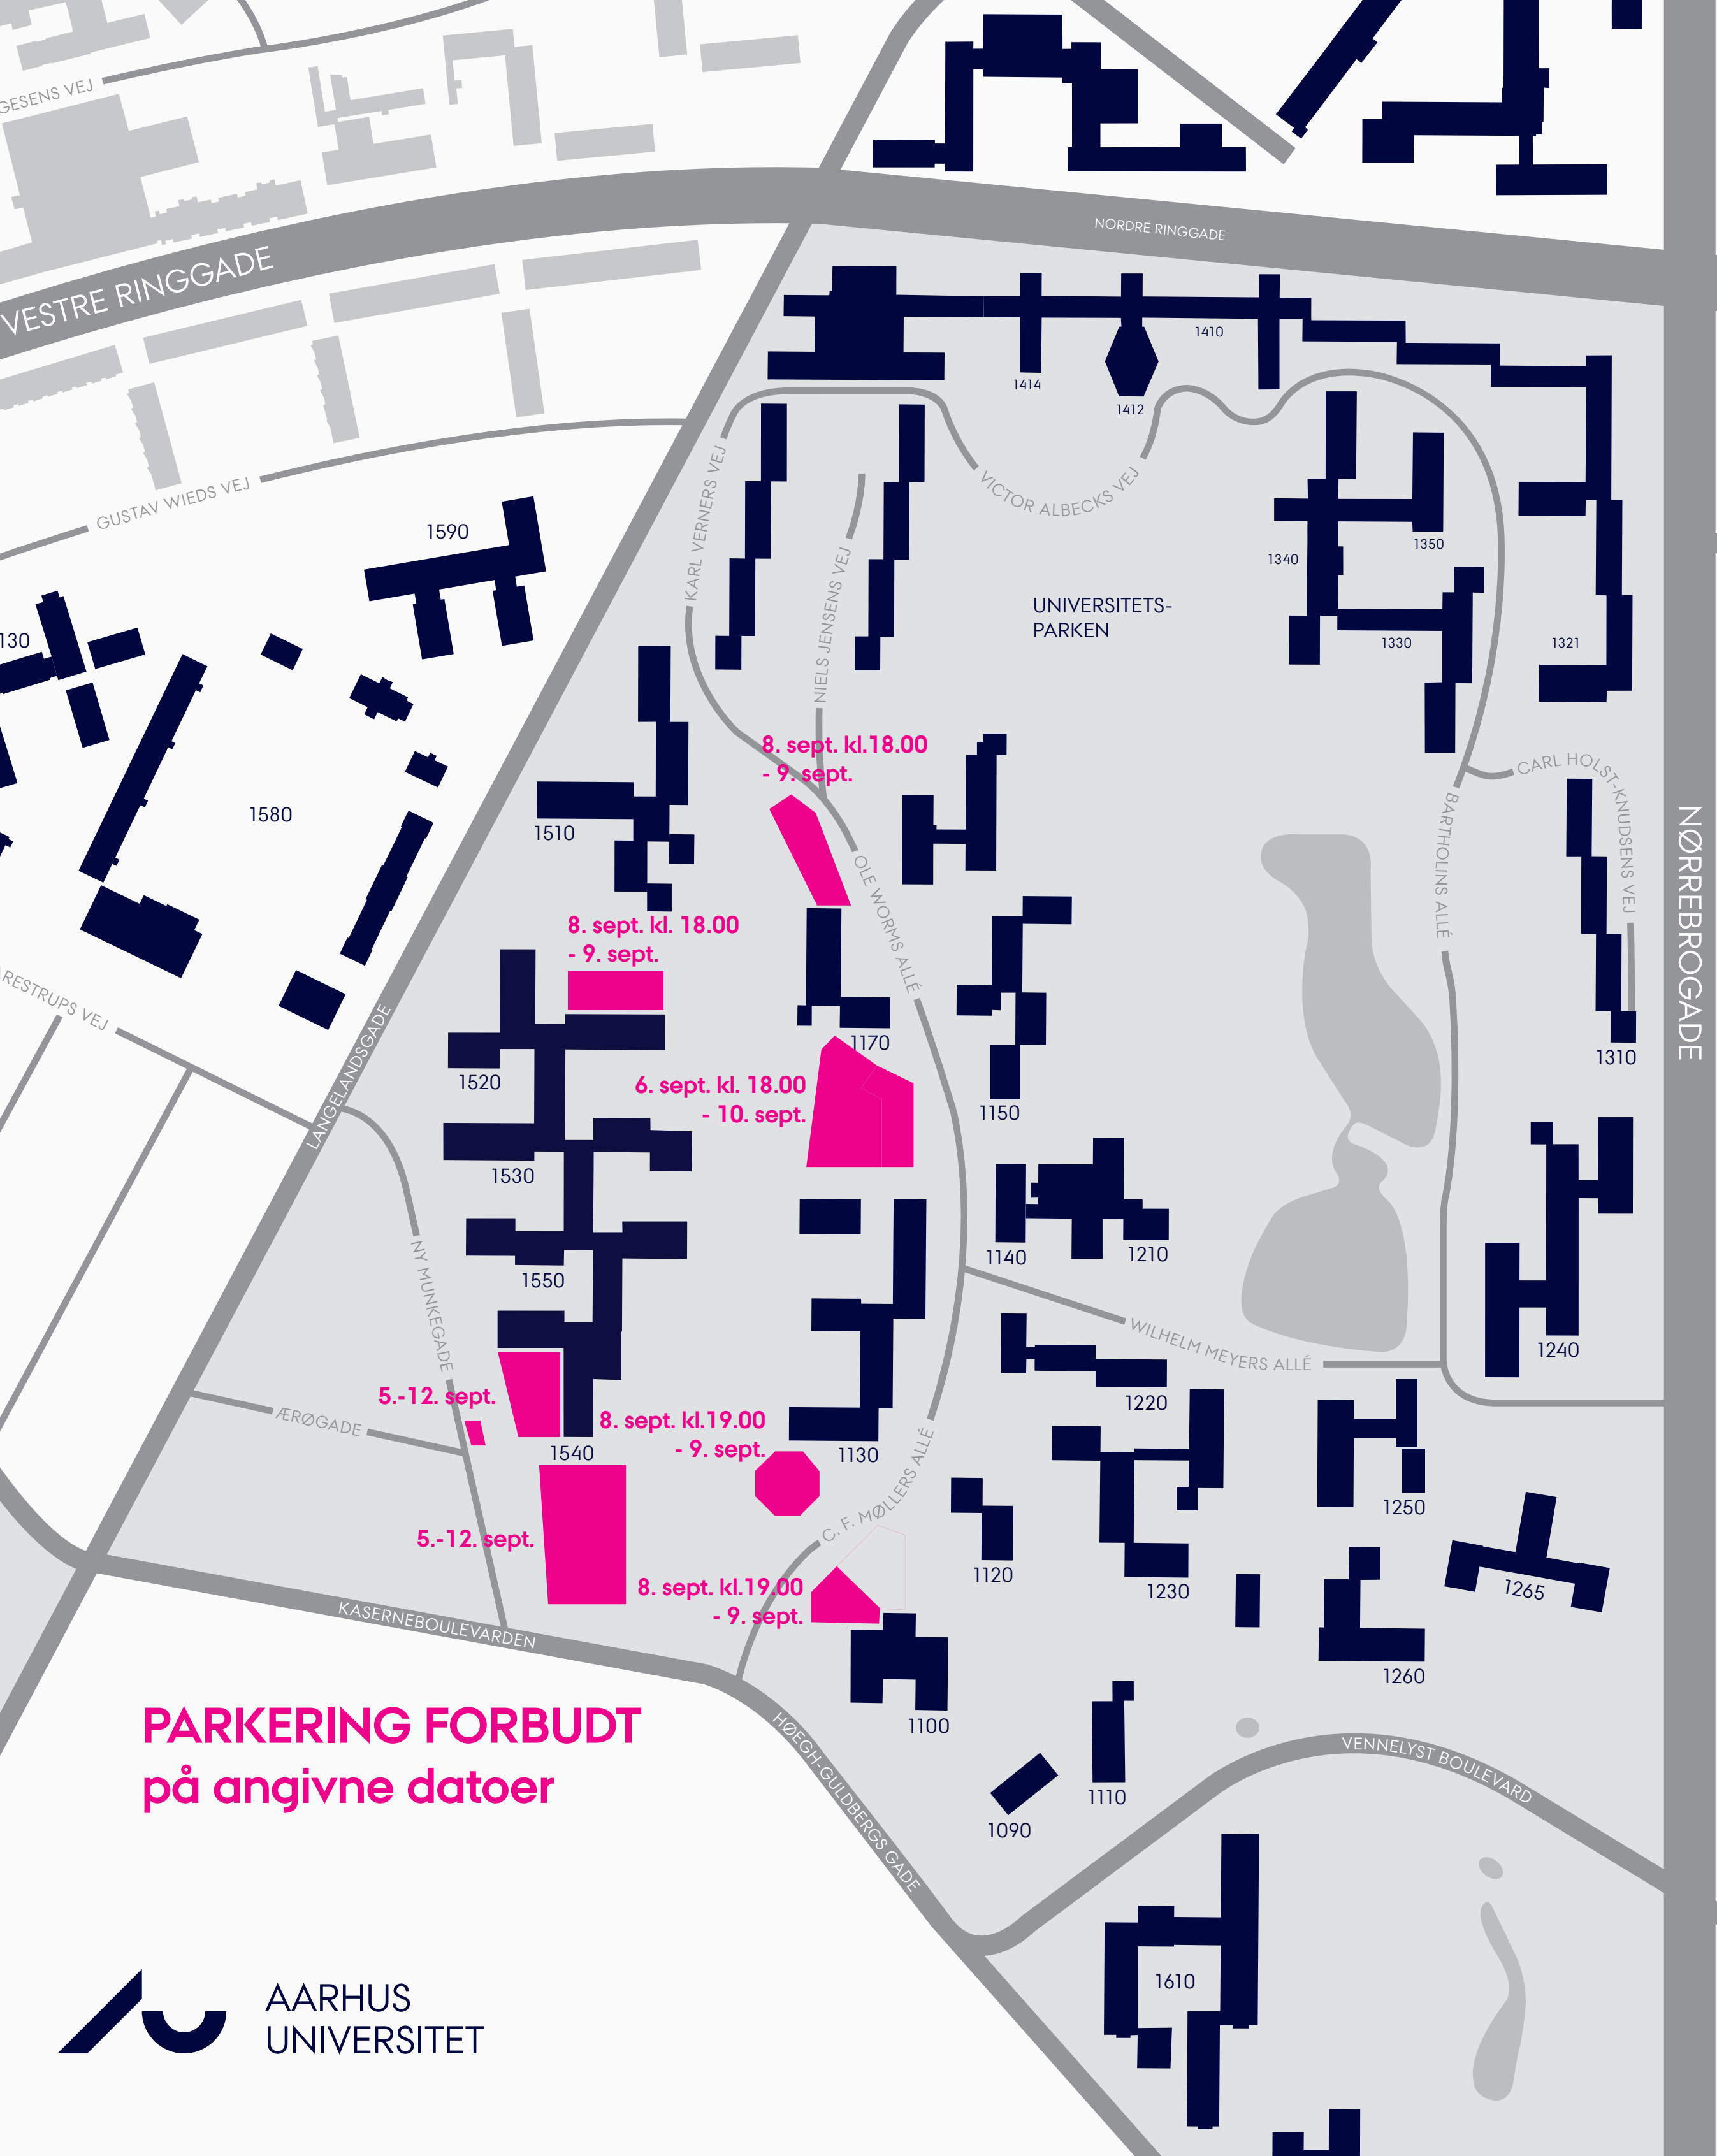 GESENS VEJ
NORDRE RINGGADE
VESTRE RINGGADE
1410
1414
1412
KARL VERNERS VEJ
VICTOR ALBECKS VEJ
GUSTAV WIEDS VEJ
1590
1350
1340
NIELS JENSENS VEJ
UNIVERSITETS-
PARKEN
130
1330
1321
8. sept. kl.18.00
- 9. sept.
CARL HOLST-KNUDSENS VEJ
1580
1510
BARTHOLINS ALLÉ
NØRREBROGADE
OLE WORMS ALLÉ
8. sept. kl. 18.00
- 9. sept.
RESTRUPS VEJ
LANGELANDSGADE
1170
1310
1520
6. sept. kl. 18.00
- 10. sept.
1150
1530
1140
1210
NY MUNKEGADE
1550
WILHELM MEYERS ALLÉ
1240
5.-12. sept.
1220
ÆRØGADE
8. sept. kl.19.00
- 9. sept.
1540
1130
C. F. MØLLERS ALLÉ
1250
5.-12. sept.
1120
1230
1265
8. sept. kl.19.00
- 9. sept.
KASERNEBOULEVARDEN
1260
1100
PARKERING FORBUDT
på angivne datoer
HØEGH-GULDBERGS GADE
VENNELYST BOULEVARD
1110
1090
1610
AARHUS
UNIVERSITET